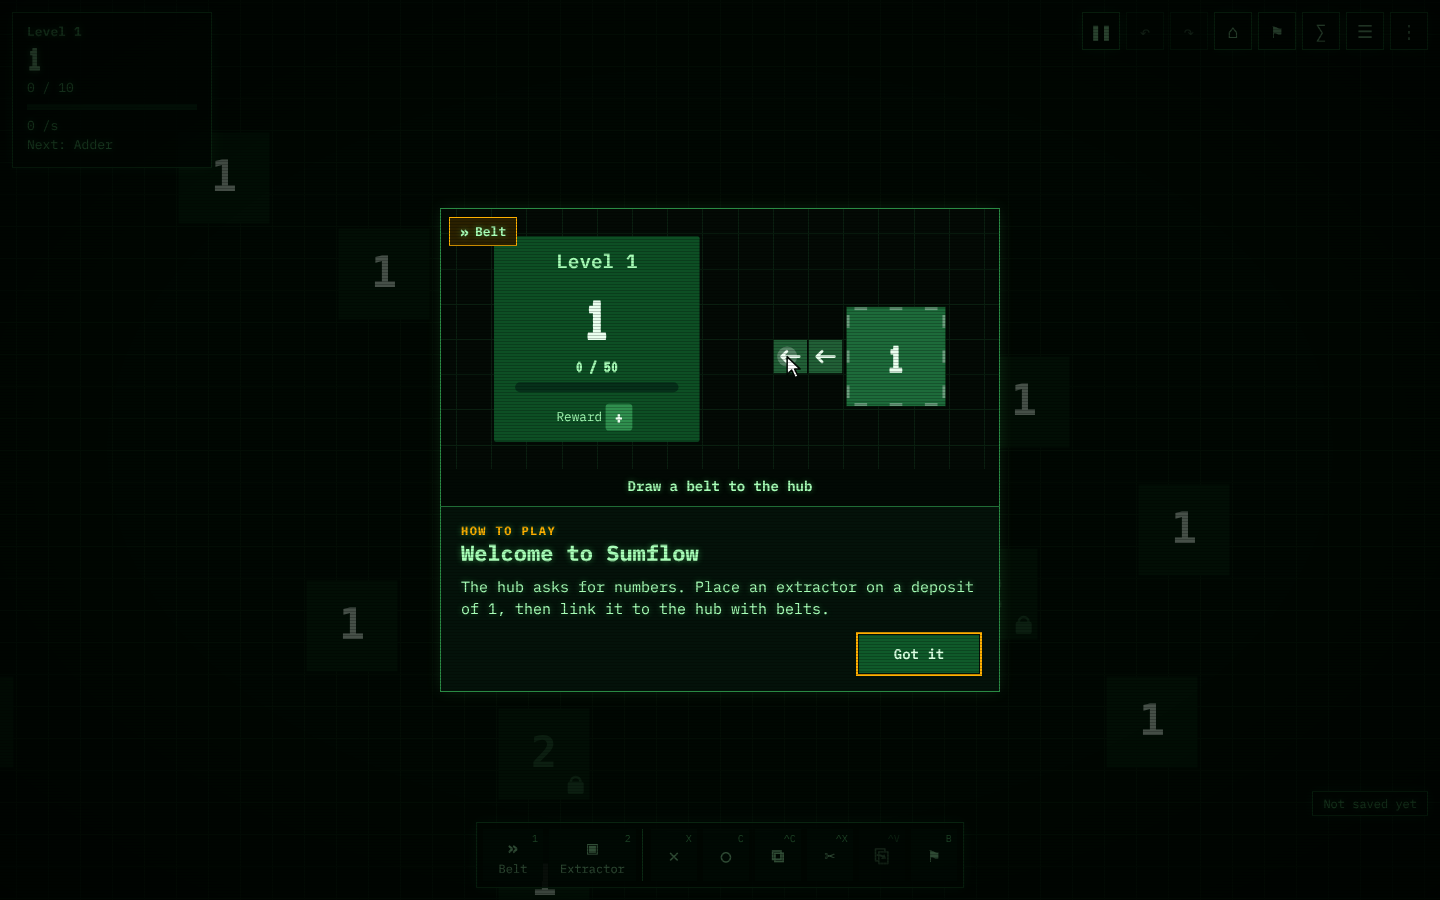 Level 1
1
0 / 10
0 /s
Next: Adder
1
1
» Belt
Level 1
1
0 / 50
Reward +
1
Draw a belt to the hub
HOW TO PLAY
Welcome to Sumflow
The hub asks for numbers. Place an extractor on a deposit
of 1, then link it to the hub with belts.
Got it
1
1
1
1
2
Not saved yet
1 2 X C ^C ^X ^V B
Belt Extractor
1